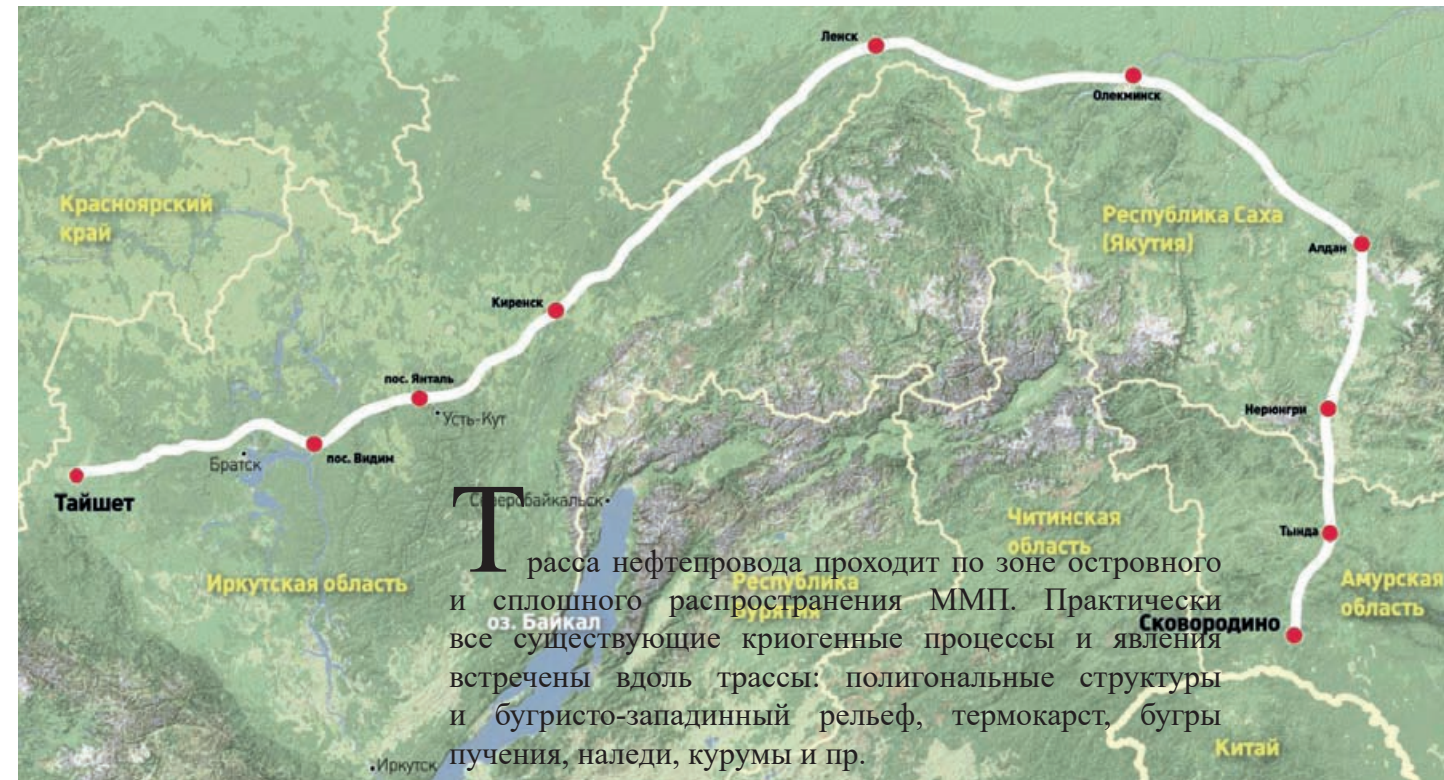 Ленск
Олекминск
Красноярский
край
Республика Саха
(Якутия)
Алдан
Киренск
пос. Янталь
Усть-Кут
Нерюнгри
Братск
пос. Видим
Тайшет
Северобайкальск
Читинская
область
Тында
Иркутская область
Республика
Бурятия
Амурская
область
оз. Байкал
Сковородино
Трасса нефтепровода проходит по зоне островного
и сплошного распространения ММП. Практически
все существующие криогенные процессы и явления
встречены вдоль трассы: полигональные структуры
и бугристо-западинный рельеф, термокарст, бугры
пучения, наледи, курумы и пр.
Китай
Иркутск